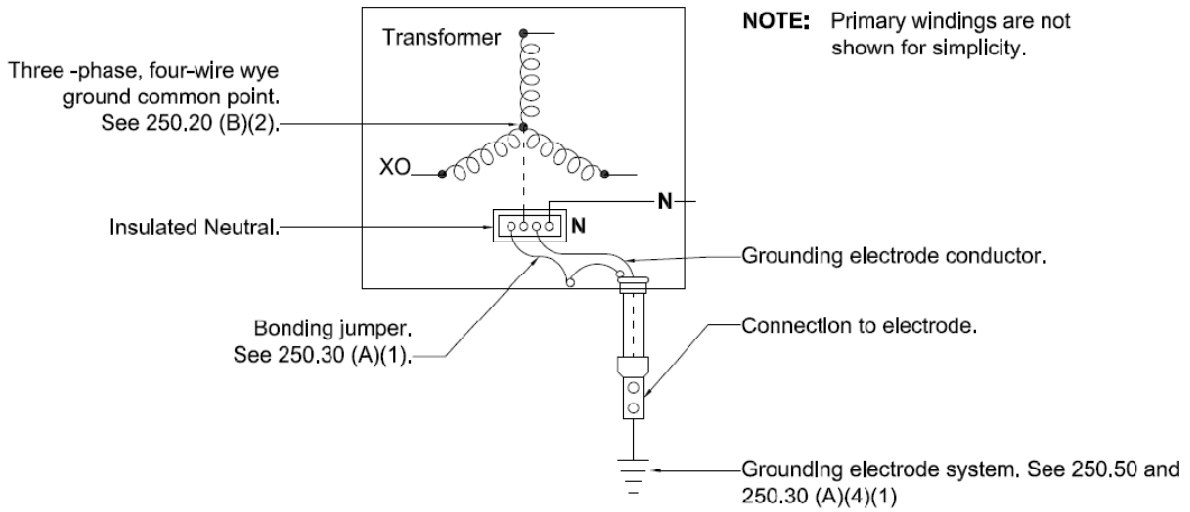 Transformer
NOTE: Primary windings are not
shown for simplicity.
Three -phase, four-wire wye
ground common point.
See 250.20 (B)(2).
XO
N
Insulated Neutral.
N
Grounding electrode conductor.
Bonding jumper.
See 250.30 (A)(1).
Connection to electrode.
Grounding electrode system. See 250.50 and
250.30 (A)(4)(1)